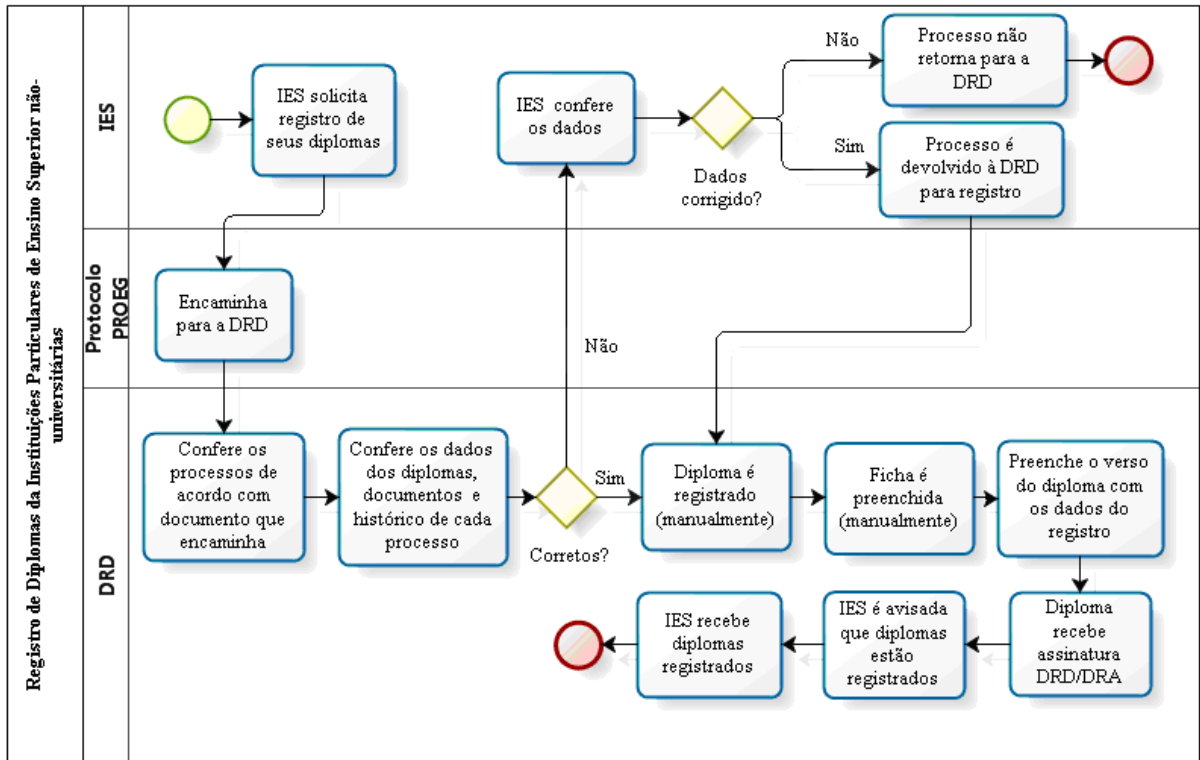 Registro de Diplomas da Instituições Particulares de Ensino Superior não-
universitárias
IES
IES solicita
registro de
seus diplomas
IES confere
os dados
Dados
corrigido?
Não
Processo não
retorna para a
DRD
Sim
Processo é
devolvido à DRD
para registro
Protocolo
PROEG
Encaminha
para a DRD
Não
DRD
Confere os
processos de
acordo com
documento que
encaminha
Confere os dados
dos diplomas,
documentos e
histórico de cada
processo
Corretos?
Sim
Diploma é
registrado
(manualmente)
Ficha é
preenchida
(manualmente)
Preenche o verso
do diploma com
os dados do
registro
Diploma
recebe
assinatura
DRD/DRA
IES é avisada
que diplomas
estão
registrados
IES recebe
diplomas
registrados